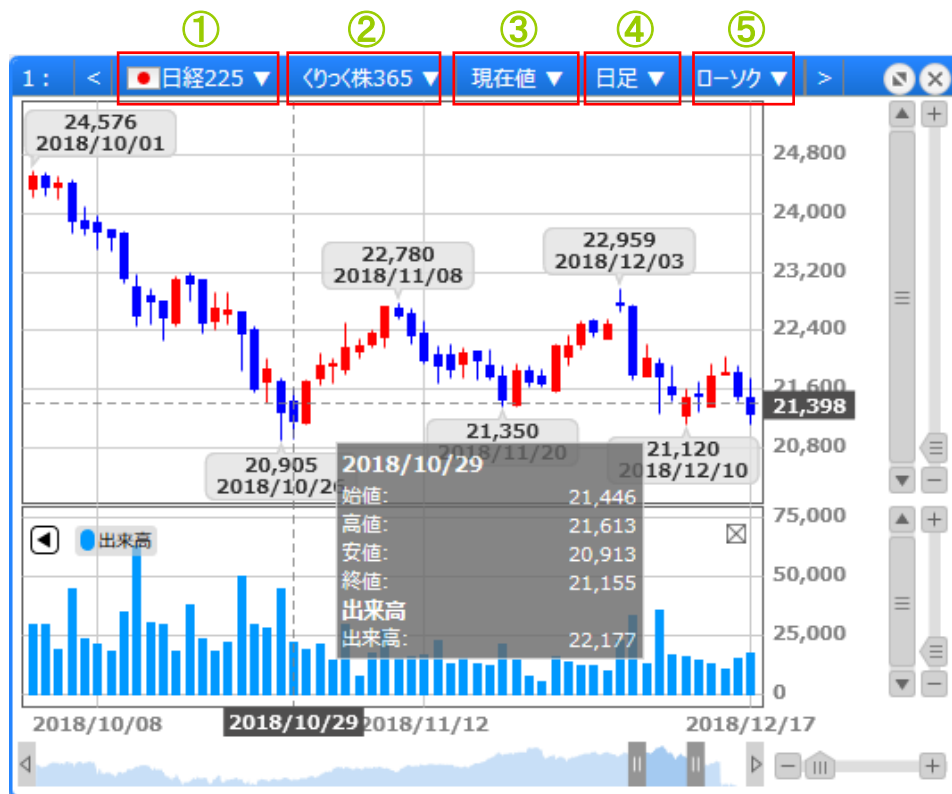 ① ② ③ ④ ⑤
1: < 日経225 ▼ くりっく株365 ▼ 現在値 ▼ 日足 ▼ ローソク ▼ >
24,576
2018/10/01
24,800
24,000
22,959
2018/12/03
22,780
2018/11/08
23,200
22,400
21,600
21,398
21,350
2018/11/20
21,120
2018/12/10
20,800
20,905
2018/10/26
2018/10/29
始値: 21,446
高値: 21,613
安値: 20,913
終値: 21,155
出来高
出来高: 22,177
出来高
75,000
50,000
25,000
0
2018/10/08 2018/10/29 2018/11/12 2018/12/17